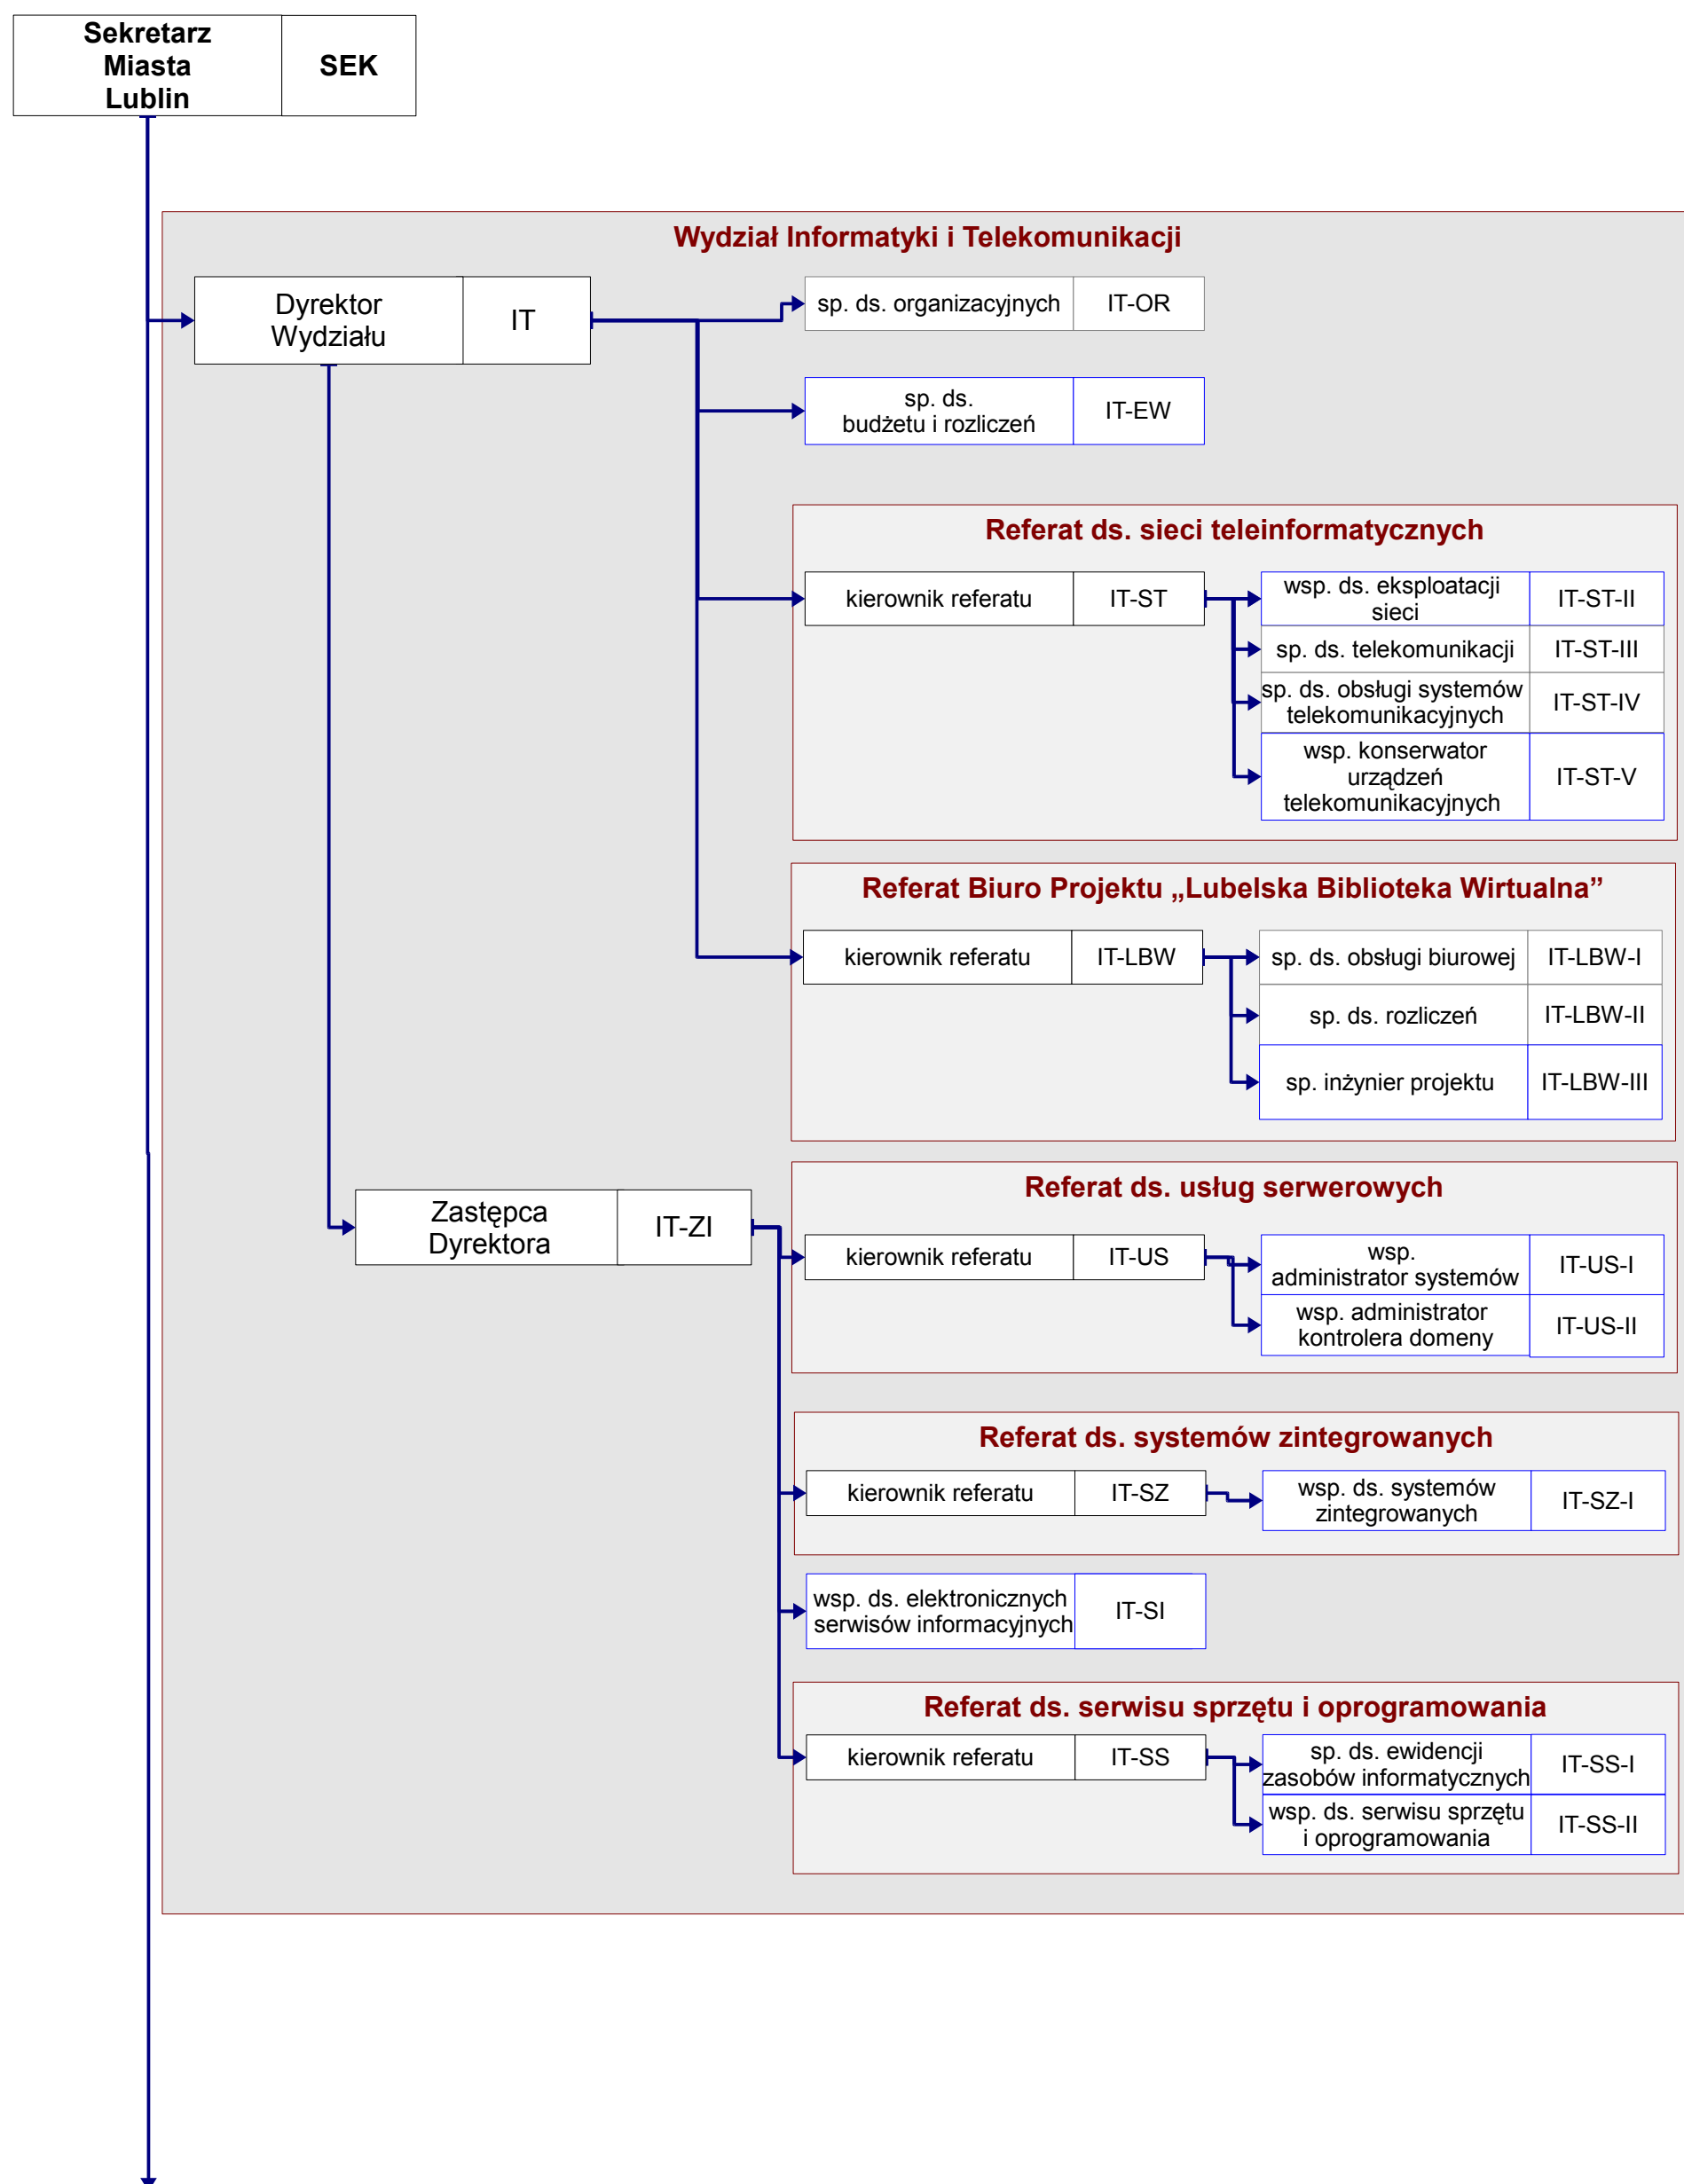 Sekretarz
Miasta
Lublin
SEK
Wydział Informatyki i Telekomunikacji
Dyrektor
Wydziału
IT
sp. ds. organizacyjnych
IT-OR
sp. ds.
budżetu i rozliczeń
IT-EW
Referat ds. sieci teleinformatycznych
kierownik referatu
IT-ST
wsp. ds. eksploatacji
sieci
IT-ST-II
sp. ds. telekomunikacji
IT-ST-III
sp. ds. obsługi systemów
telekomunikacyjnych
IT-ST-IV
wsp. konserwator
urządzeń
telekomunikacyjnych
IT-ST-V
Referat Biuro Projektu „Lubelska Biblioteka Wirtualna”
kierownik referatu
IT-LBW
sp. ds. obsługi biurowej
IT-LBW-I
sp. ds. rozliczeń
IT-LBW-II
sp. inżynier projektu
IT-LBW-III
Zastępca
Dyrektora
IT-ZI
Referat ds. usług serwerowych
kierownik referatu
IT-US
wsp.
administrator systemów
IT-US-I
wsp. administrator
kontrolera domeny
IT-US-II
Referat ds. systemów zintegrowanych
kierownik referatu
IT-SZ
wsp. ds. systemów
zintegrowanych
IT-SZ-I
wsp. ds. elektronicznych
serwisów informacyjnych
IT-SI
Referat ds. serwisu sprzętu i oprogramowania
kierownik referatu
IT-SS
sp. ds. ewidencji
zasobów informatycznych
IT-SS-I
wsp. ds. serwisu sprzętu
i oprogramowania
IT-SS-II